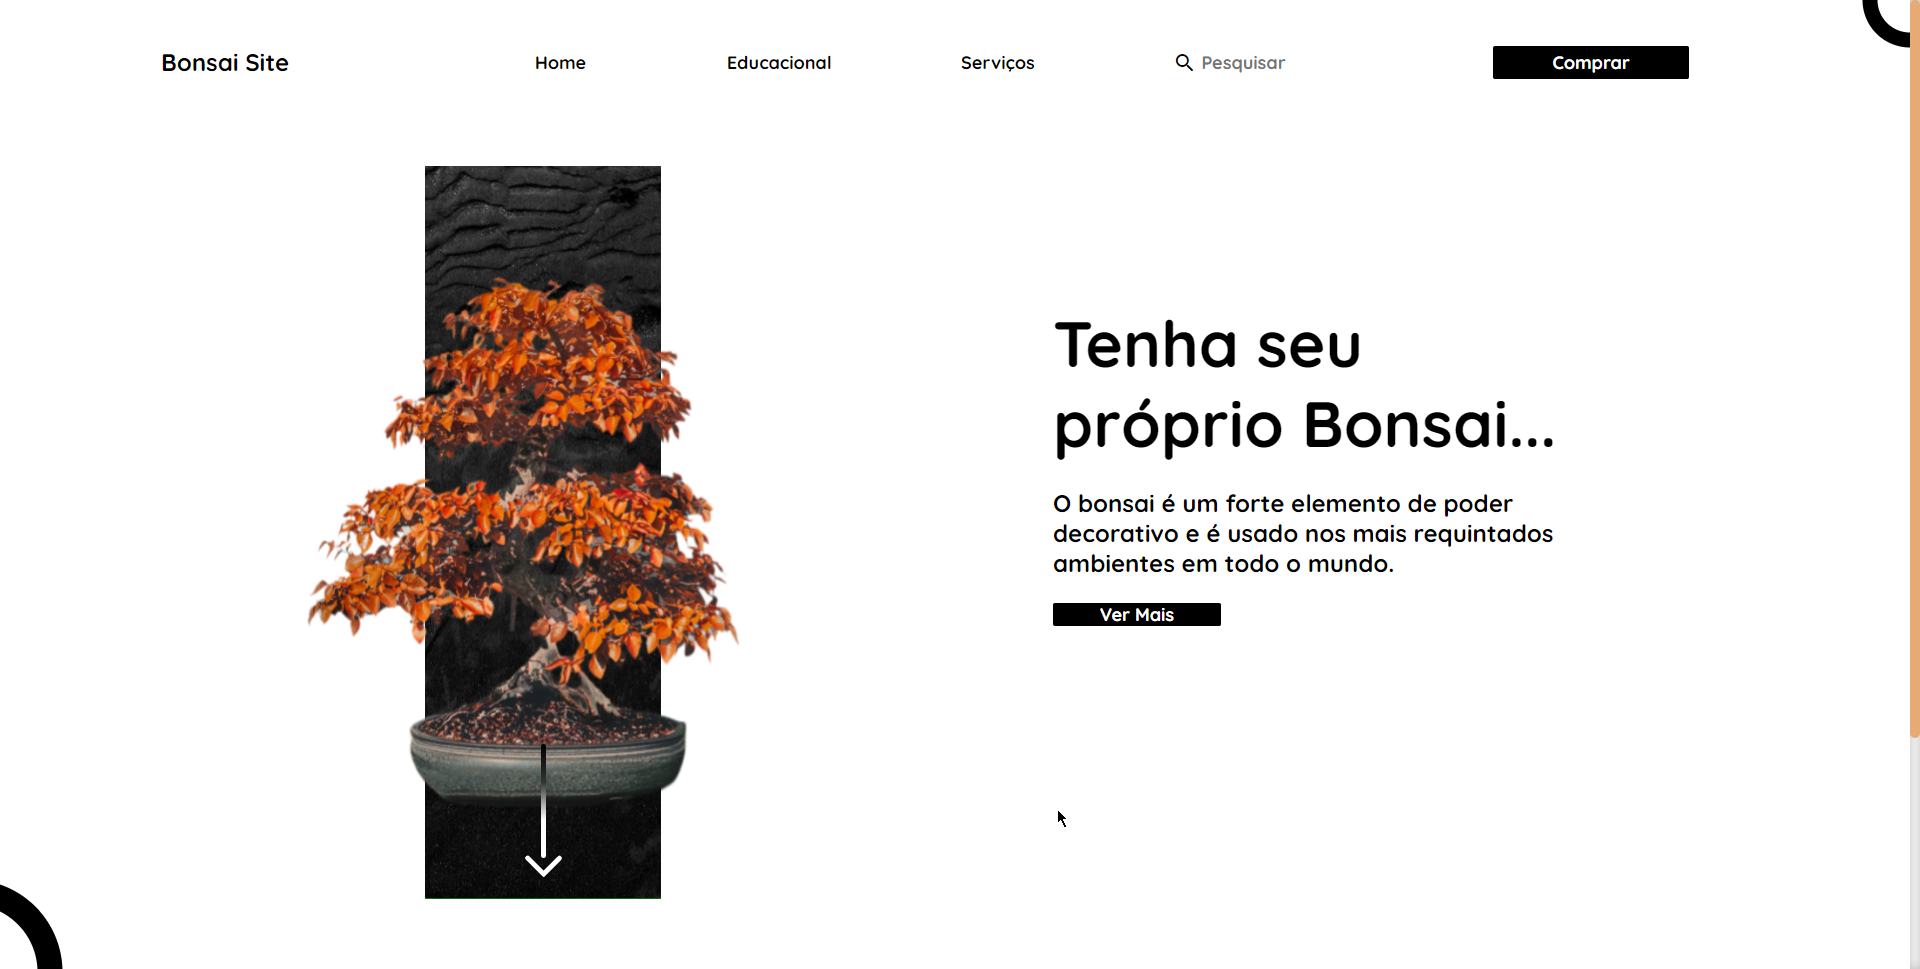 Bonsai Site
Home
Educacional
Serviços
Pesquisar
Comprar
Tenha seu
próprio Bonsai...
O bonsai é um forte elemento de poder
decorativo e é usado nos mais requintados
ambientes em todo o mundo.
Ver Mais